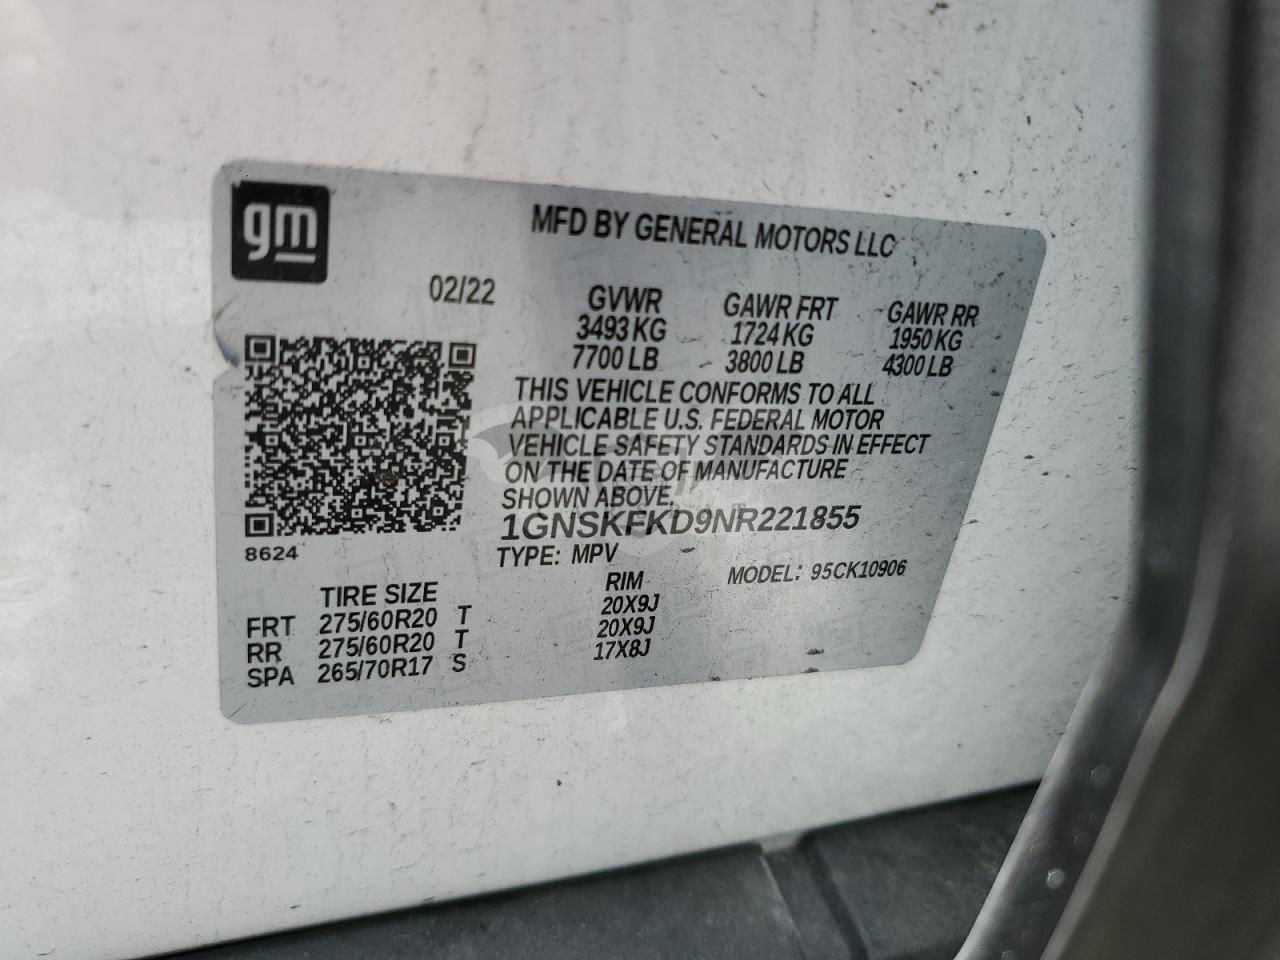 gm
MFD BY GENERAL MOTORS LLC
02/22
GVWR GAWR FRT GAWR RR
3493 KG 1724 KG 1950 KG
7700 LB 3800 LB 4300 LB
THIS VEHICLE CONFORMS TO ALL
APPLICABLE U.S. FEDERAL MOTOR
VEHICLE SAFETY STANDARDS IN EFFECT
ON THE DATE OF MANUFACTURE
SHOWN ABOVE.
1GNSKFKD9NR221855
8624
TYPE: MPV MODEL: 95CK10906
TIRE SIZE RIM
FRT 275/60R20 T 20X9J
RR 275/60R20 T 20X9J
SPA 265/70R17 S 17X8J